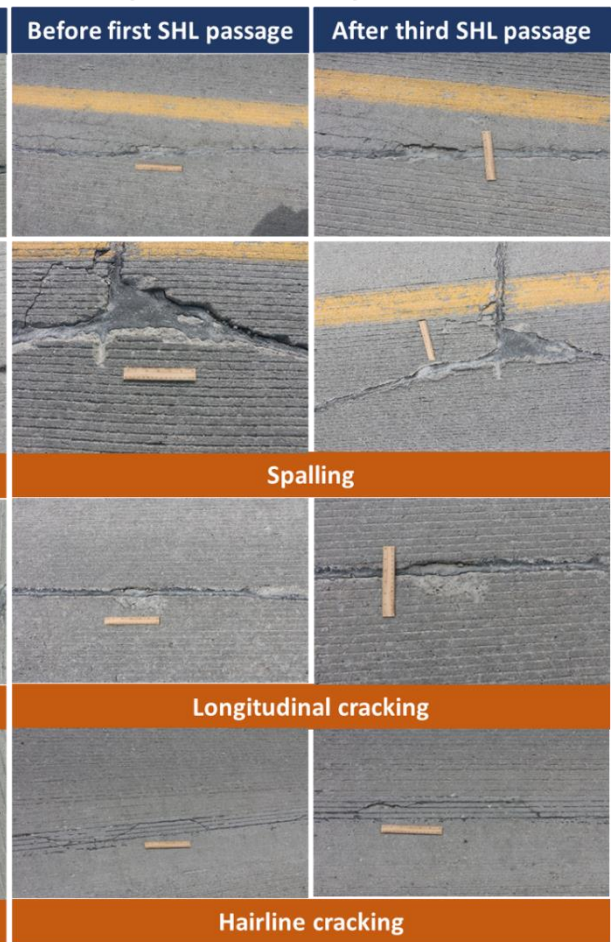 Before first SHL passage
After third SHL passage
Spalling
Longitudinal cracking
Hairline cracking